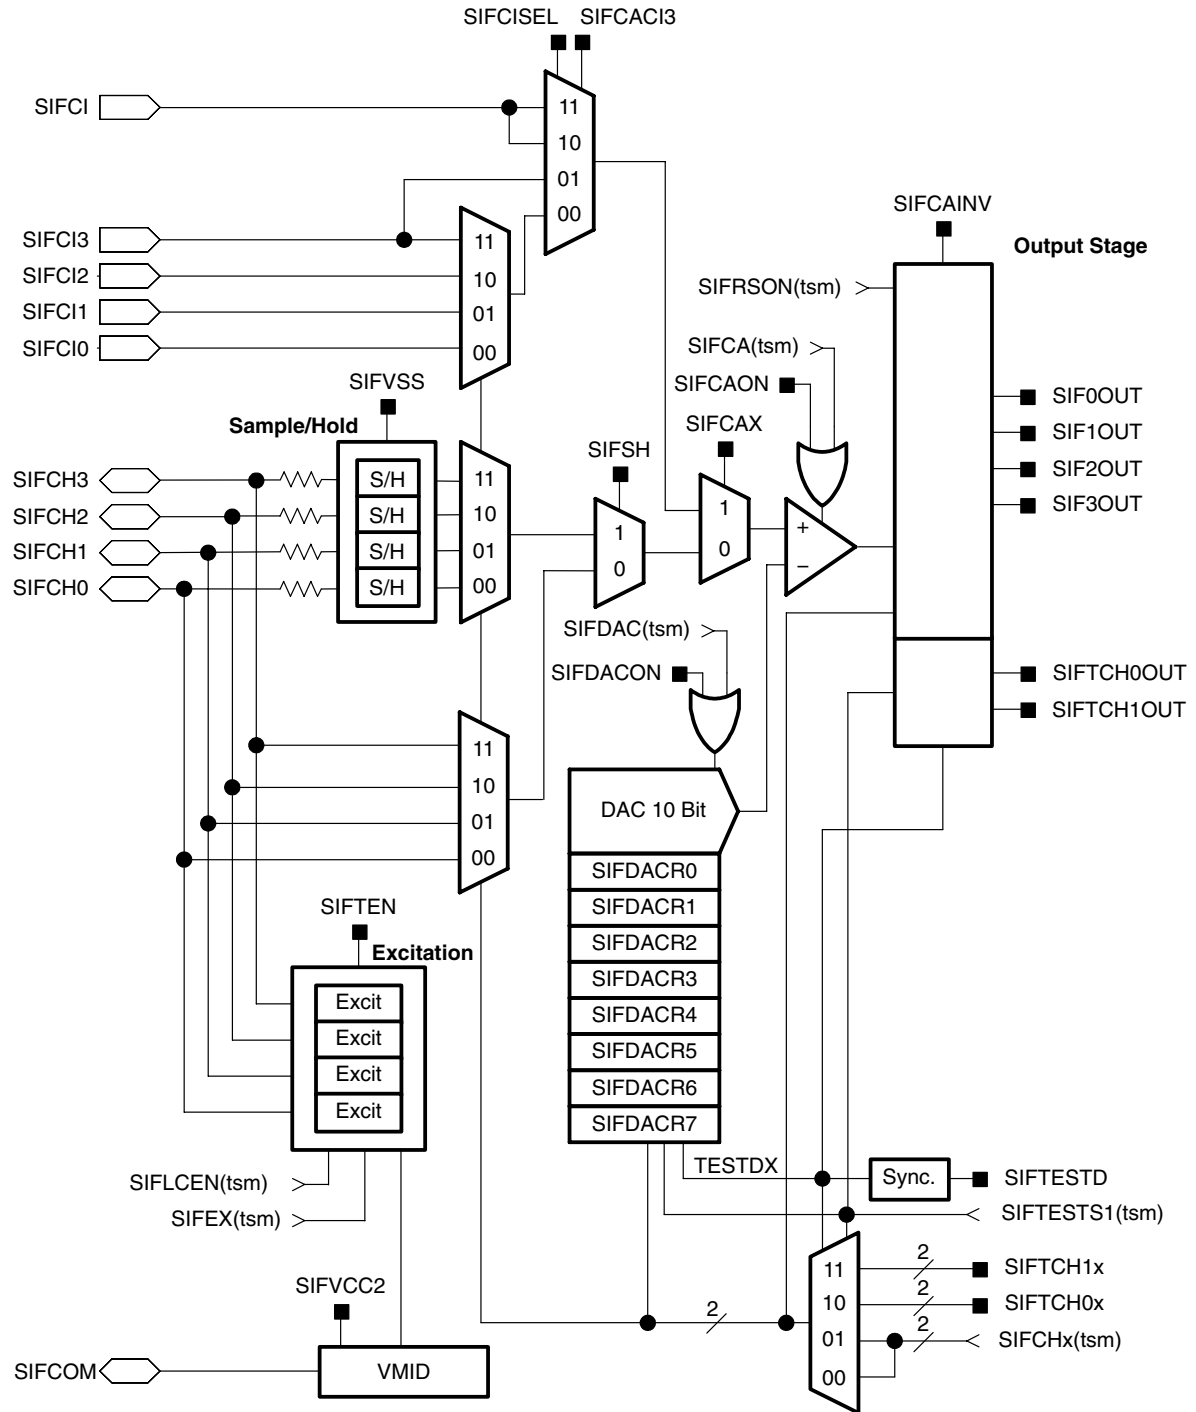 SIFCISEL SIFCACI3
SIFCI
11
10
01
00
SIFCAINV
Output Stage
SIFCI3
SIFCI2
SIFCI1
SIFCI0
11
10
01
00
SIFRSON(tsm)
SIFCA(tsm)
SIFCAON
SIFVSS
Sample/Hold
SIFCAX
SIFSH
SIF0OUT
SIF1OUT
SIF2OUT
SIF3OUT
SIFCH3
SIFCH2
SIFCH1
SIFCH0
S/H
S/H
S/H
S/H
11
10
01
00
1
0
1
0
+
−
SIFDAC(tsm)
SIFDACON
SIFTCH0OUT
SIFTCH1OUT
11
10
01
00
DAC 10 Bit
SIFDACR0
SIFDACR1
SIFDACR2
SIFDACR3
SIFDACR4
SIFDACR5
SIFDACR6
SIFDACR7
SIFTEN
Excitation
Excit
Excit
Excit
Excit
SIFLCEN(tsm)
SIFEX(tsm)
TESTDX
Sync.
SIFTESTD
SIFTESTS1(tsm)
11
10
01
00
2
SIFTCH1x
2
SIFTCH0x
2
SIFCHx(tsm)
2
SIFVCC2
SIFCOM
VMID